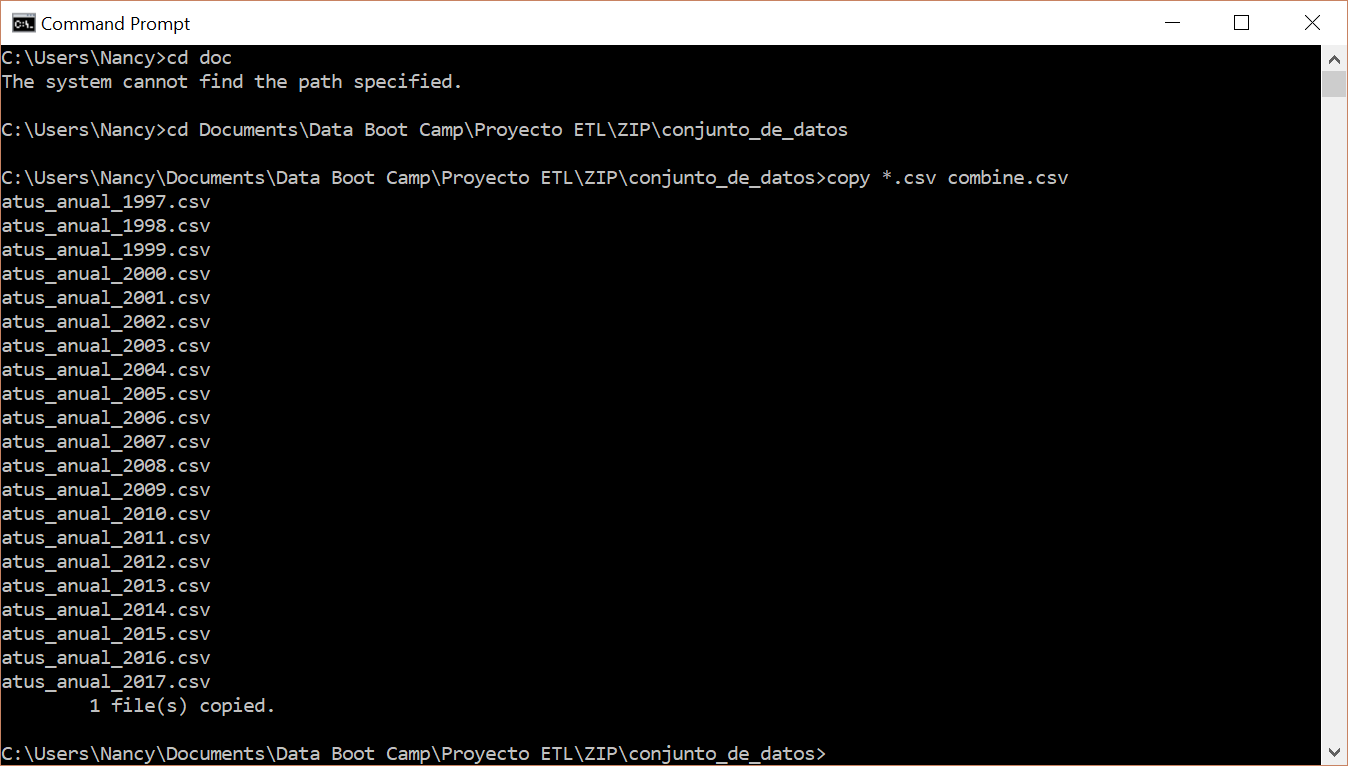 Command Prompt
C:\Users\Nancy>cd doc
The system cannot find the path specified.
C:\Users\Nancy>cd Documents\Data Boot Camp\Proyecto ETL\ZIP\conjunto_de_datos
C:\Users\Nancy\Documents\Data Boot Camp\Proyecto ETL\ZIP\conjunto_de_datos>copy *.csv combine.csv
atus_anual_1997.csv
atus_anual_1998.csv
atus_anual_1999.csv
atus_anual_2000.csv
atus_anual_2001.csv
atus_anual_2002.csv
atus_anual_2003.csv
atus_anual_2004.csv
atus_anual_2005.csv
atus_anual_2006.csv
atus_anual_2007.csv
atus_anual_2008.csv
atus_anual_2009.csv
atus_anual_2010.csv
atus_anual_2011.csv
atus_anual_2012.csv
atus_anual_2013.csv
atus_anual_2014.csv
atus_anual_2015.csv
atus_anual_2016.csv
atus_anual_2017.csv
        1 file(s) copied.
C:\Users\Nancy\Documents\Data Boot Camp\Proyecto ETL\ZIP\conjunto_de_datos>